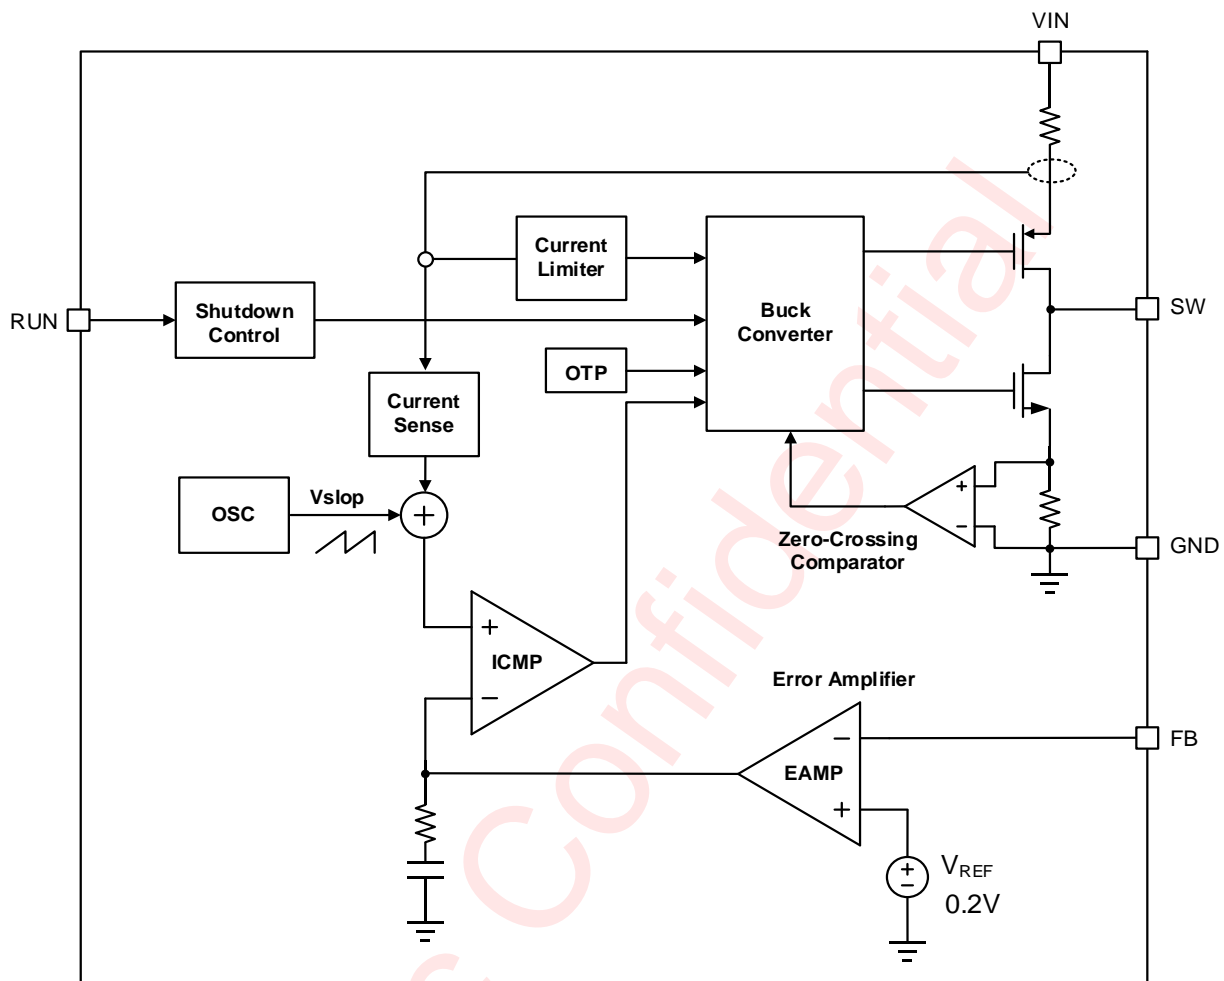 VIN
Current
Limiter
Buck
Converter
RUN
Shutdown
Control
SW
OTP
Current
Sense
OSC
Vslop
+
+
−
Zero-Crossing
Comparator
GND
+
ICMP
−
Error Amplifier
−
FB
EAMP
+
+
−
VREF
0.2V
Confidential